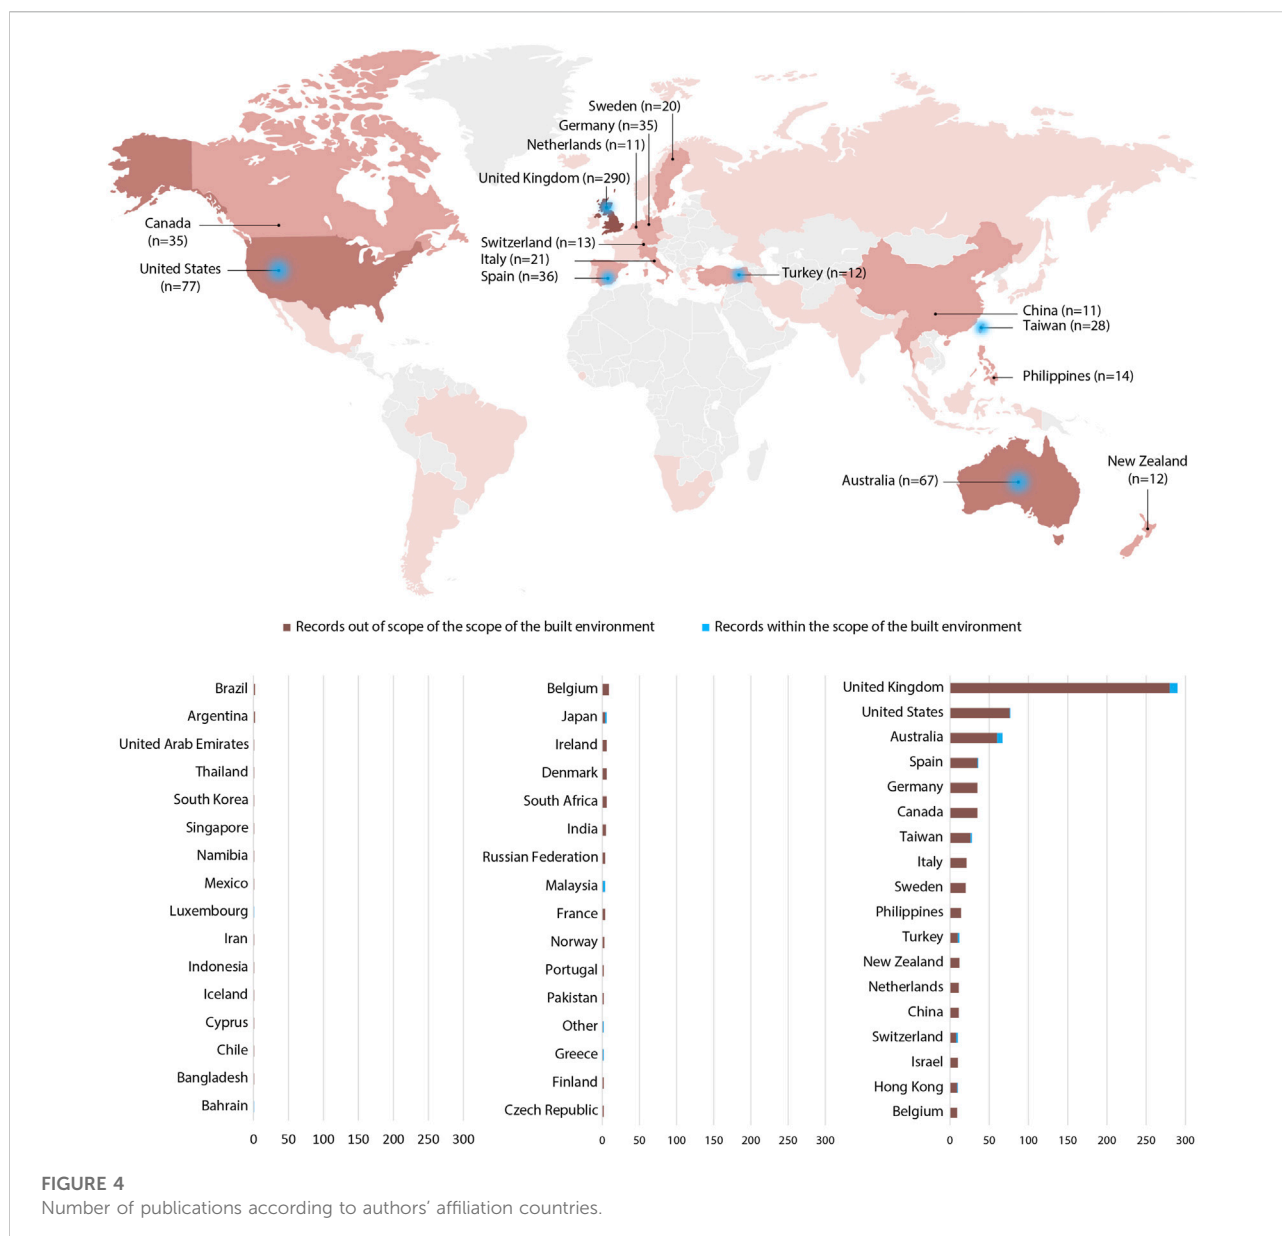 Sweden (n=20)
Germany (n=35)
Netherlands (n=11)
United Kingdom (n=290)
Canada
(n=35)
United States
(n=77)
Switzerland (n=13)
Italy (n=21)
Spain (n=36)
Turkey (n=12)
China (n=11)
Taiwan (n=28)
Philippines (n=14)
Australia (n=67)
New Zealand
(n=12)
Records out of scope of the scope of the built environment
Records within the scope of the built environment
Brazil
Argentina
United Arab Emirates
Thailand
South Korea
Singapore
Namibia
Mexico
Luxembourg
Iran
Indonesia
Iceland
Cyprus
Chile
Bangladesh
Bahrain
0 50 100 150 200 250 300
Belgium
Japan
Ireland
Denmark
South Africa
India
Russian Federation
Malaysia
France
Norway
Portugal
Pakistan
Other
Greece
Finland
Czech Republic
0 50 100 150 200 250 300
United Kingdom
United States
Australia
Spain
Germany
Canada
Taiwan
Italy
Sweden
Philippines
Turkey
New Zealand
Netherlands
China
Switzerland
Israel
Hong Kong
Belgium
0 50 100 150 200 250 300
FIGURE 4
Number of publications according to authors' affiliation countries.